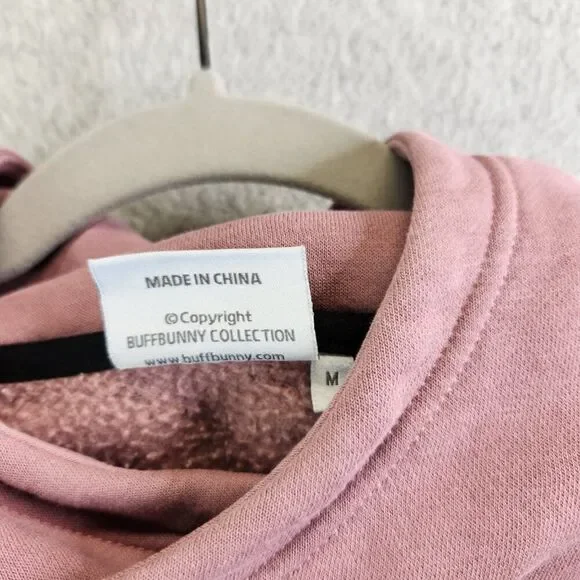 MADE IN CHINA
©Copyright
BUFFBUNNY COLLECTION
www.buffbunny.com
M